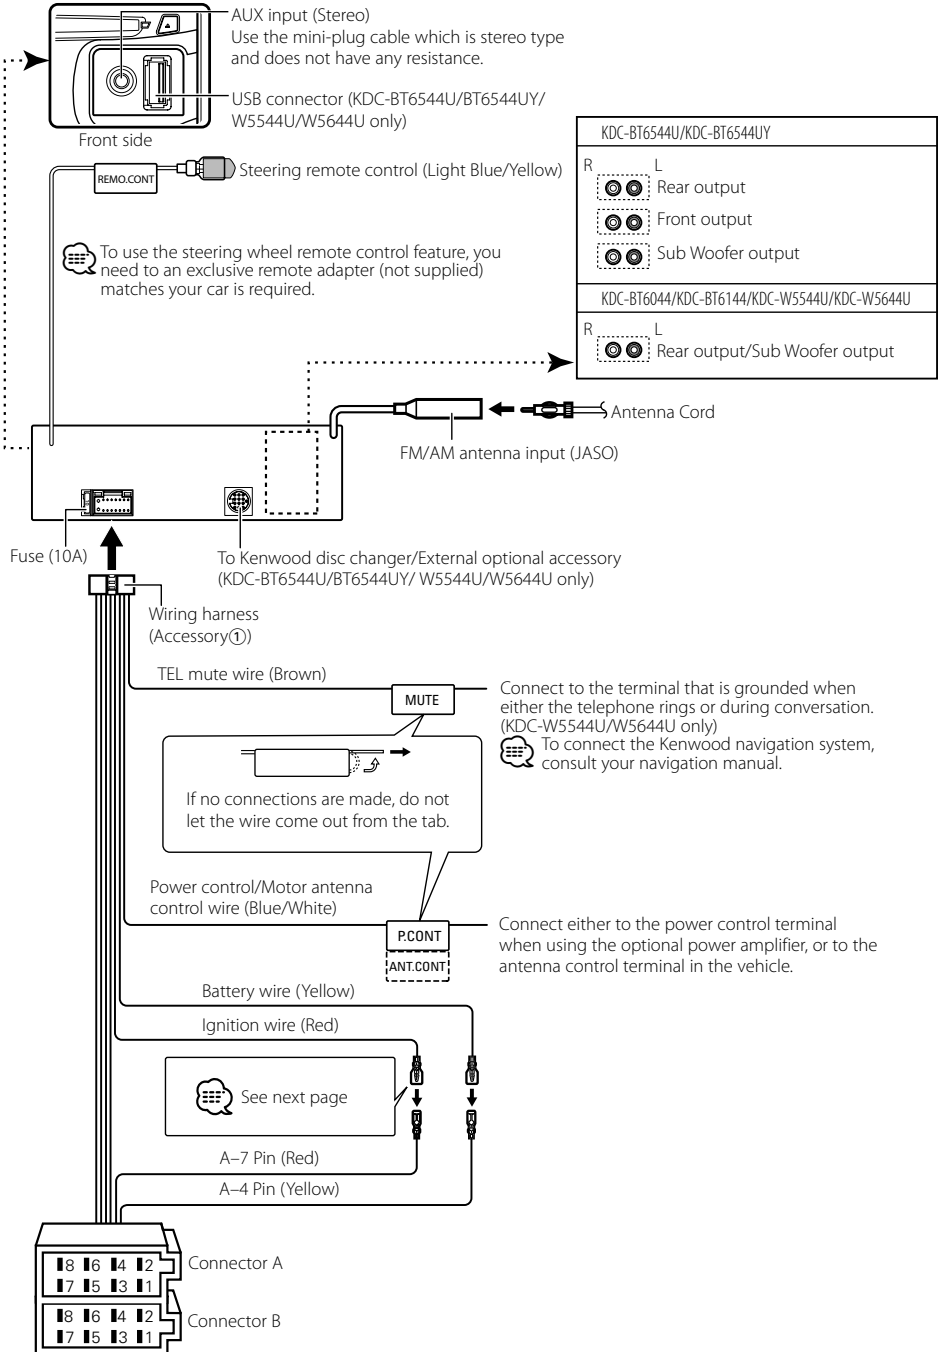 AUX input (Stereo)
Use the mini-plug cable which is stereo type
and does not have any resistance.
USB connector (KDC-BT6544U/BT6544UY/
W5544U/W5644U only)
Front side
REMO.CONT
Steering remote control (Light Blue/Yellow)
To use the steering wheel remote control feature, you
need to an exclusive remote adapter (not supplied)
matches your car is required.
KDC-BT6544U/KDC-BT6544UY
R L
Rear output
Front output
Sub Woofer output
KDC-BT6044/KDC-BT6144/KDC-W5544U/KDC-W5644U
R L
Rear output/Sub Woofer output
Antenna Cord
FM/AM antenna input (JASO)
Fuse (10A)
To Kenwood disc changer/External optional accessory
(KDC-BT6544U/BT6544UY/ W5544U/W5644U only)
Wiring harness
(Accessory①)
TEL mute wire (Brown)
MUTE
Connect to the terminal that is grounded when
either the telephone rings or during conversation.
(KDC-W5544U/W5644U only)
To connect the Kenwood navigation system,
consult your navigation manual.
If no connections are made, do not
let the wire come out from the tab.
Power control/Motor antenna
control wire (Blue/White)
P.CONT
ANT.CONT
Connect either to the power control terminal
when using the optional power amplifier, or to the
antenna control terminal in the vehicle.
Battery wire (Yellow)
Ignition wire (Red)
See next page
A–7 Pin (Red)
A–4 Pin (Yellow)
8 6 4 2
7 5 3 1
Connector A
8 6 4 2
7 5 3 1
Connector B